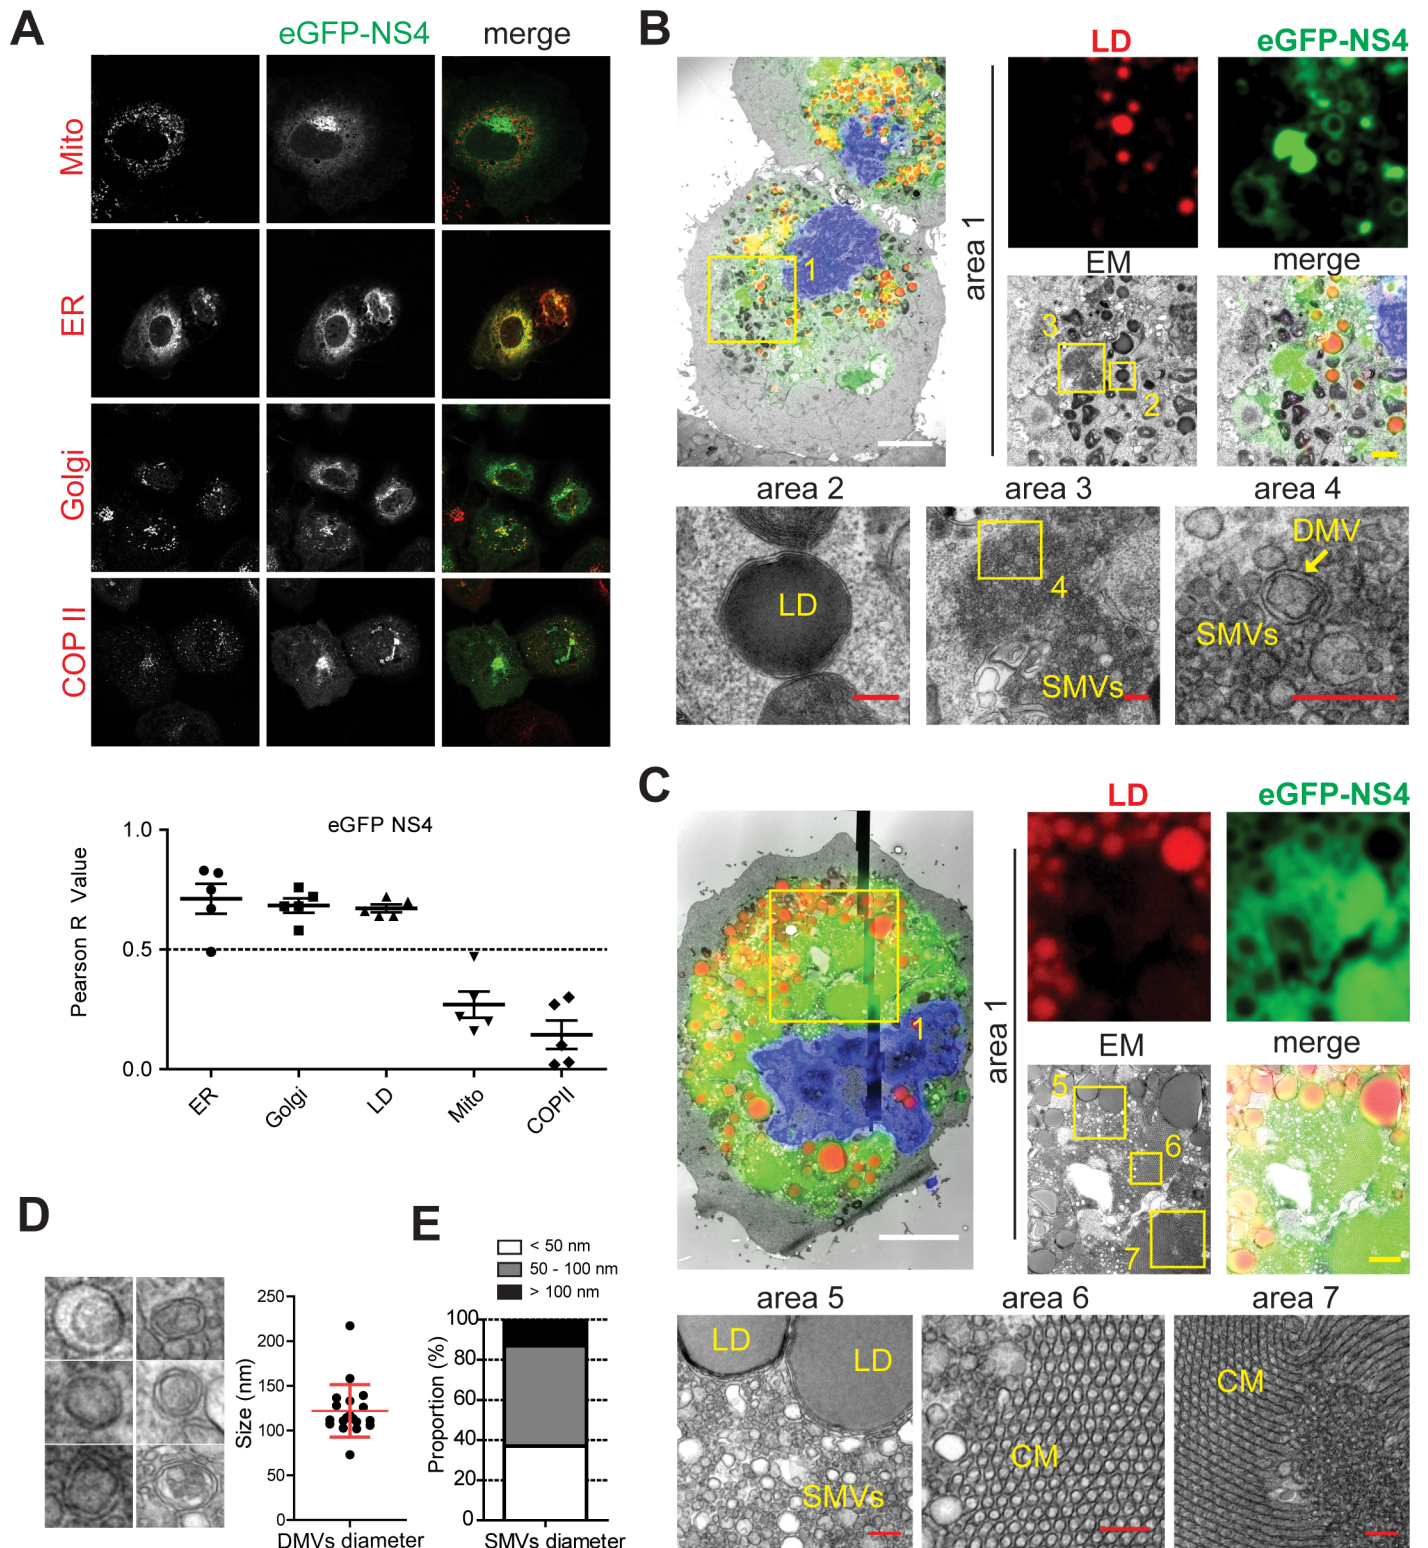 A
eGFP-NS4
merge
Mito
ER
Golgi
COP II
eGFP NS4
Pearson R Value
1.0
0.5
0.0
ER
Golgi
LD
Mito
COPII
B
LD
eGFP-NS4
area 1
1
EM
merge
3
2
area 2
area 3
area 4
LD
4
SMVs
DMV
SMVs
C
LD
eGFP-NS4
area 1
1
EM
merge
5
6
7
area 5
area 6
area 7
LD
LD
SMVs
CM
CM
D
Size (nm)
250
200
150
100
50
0
DMVs diameter
E
< 50 nm
50 - 100 nm
> 100 nm
Proportion (%)
100
80
60
40
20
0
SMVs diameter